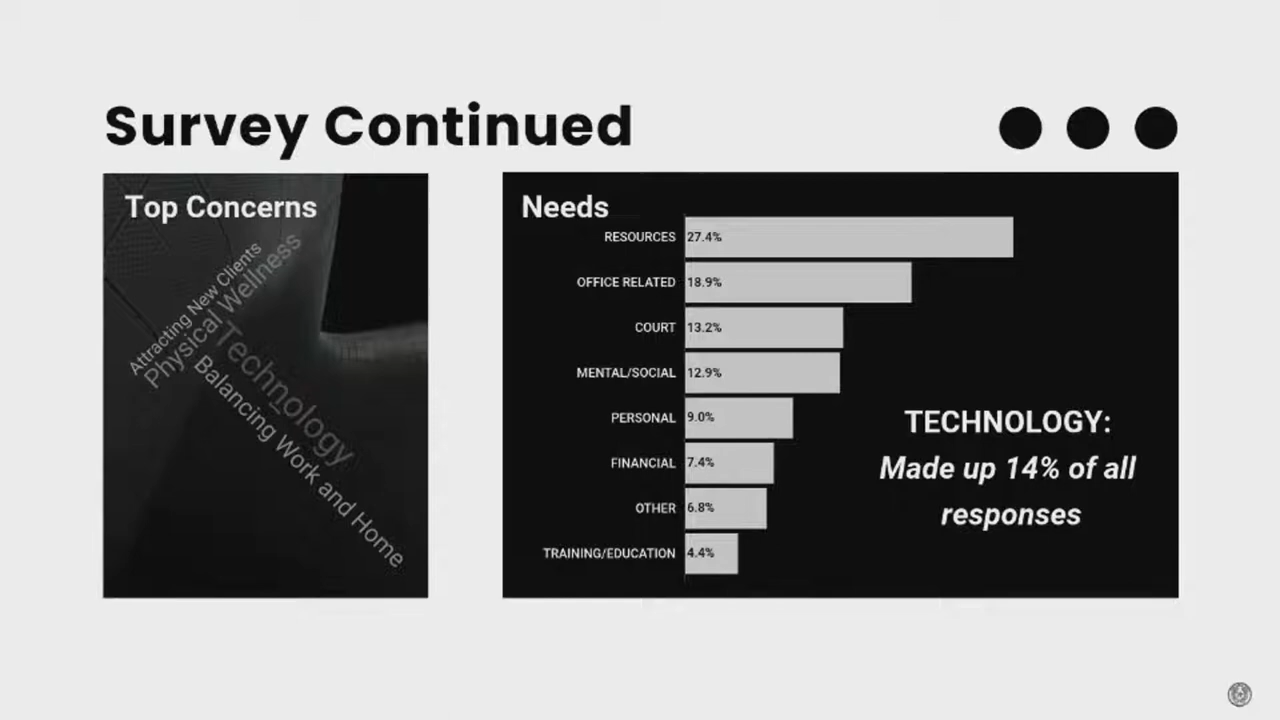 Survey Continued
Top Concerns
Attracting New Clients
Physical Wellness
Technology
Balancing Work and Home
Needs
RESOURCES 27.4%
OFFICE RELATED 18.9%
COURT 13.2%
MENTAL/SOCIAL 12.9%
PERSONAL 9.0%
FINANCIAL 7.4%
OTHER 6.8%
TRAINING/EDUCATION 4.4%
TECHNOLOGY:
Made up 14% of all
responses